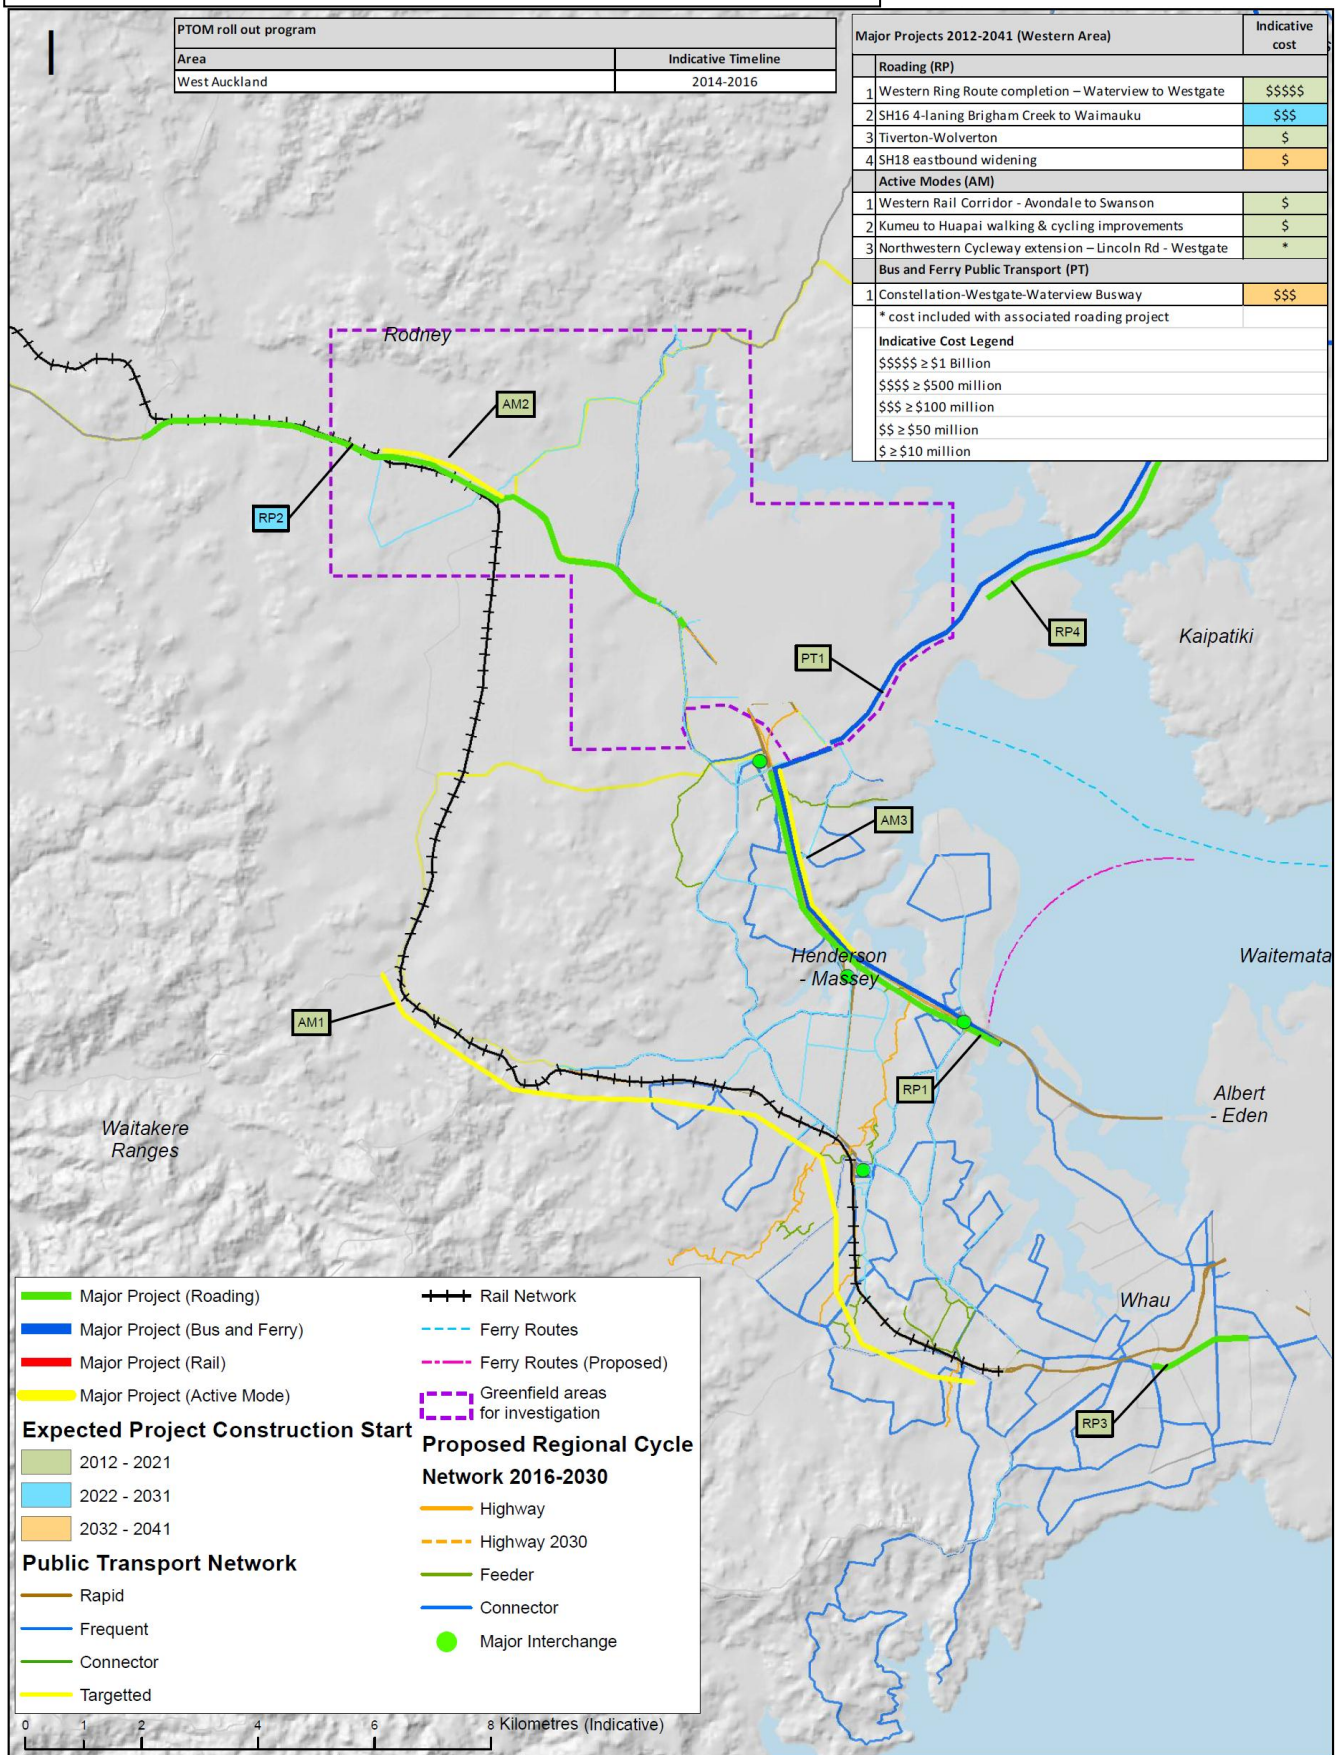 PTOM roll out program
Area Indicative Timeline
West Auckland 2014-2016
Major Projects 2012-2041 (Western Area) Indicative cost
Roading (RP)
1 Western Ring Route completion – Waterview to Westgate $$$$$
2 SH16 4-laning Brigham Creek to Waimauku $$$
3 Tiverton-Wolverton $
4 SH18 eastbound widening $
Active Modes (AM)
1 Western Rail Corridor - Avondale to Swanson $
2 Kumeu to Huapai walking & cycling improvements $
3 Northwestern Cycleway extension – Lincoln Rd - Westgate *
Bus and Ferry Public Transport (PT)
1 Constellation-Westgate-Waterview Busway $$$
* cost included with associated roading project
Indicative Cost Legend
$$$$$ ≥ $1 Billion
$$$$ ≥ $500 million
$$$ ≥ $100 million
$$ ≥ $50 million
$ ≥ $10 million
Rodney
AM2
RP2
RP4
Kaipatiki
PT1
AM3
Henderson
- Massey
Waitemata
AM1
RP1
Albert
- Eden
Waitakere
Ranges
Whau
RP3
Major Project (Roading)
Major Project (Bus and Ferry)
Major Project (Rail)
Major Project (Active Mode)
Expected Project Construction Start
2012 - 2021
2022 - 2031
2032 - 2041
Public Transport Network
Rapid
Frequent
Connector
Targetted
Rail Network
Ferry Routes
Ferry Routes (Proposed)
Greenfield areas
for investigation
Proposed Regional Cycle
Network 2016-2030
Highway
Highway 2030
Feeder
Connector
Major Interchange
0 1 2 4 6 8 Kilometres (Indicative)